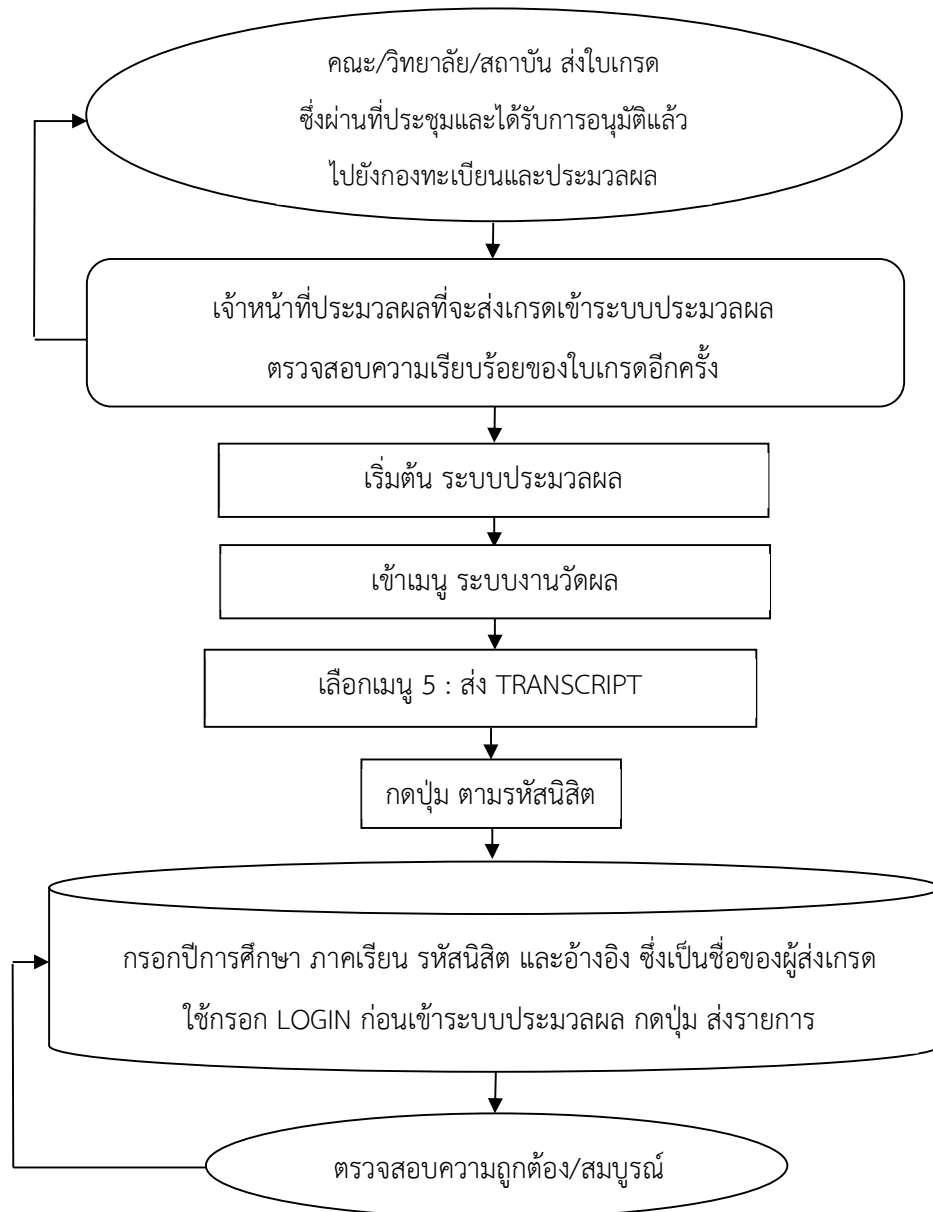 คณะ/วิทยาลัย/สถาบัน ส่งใบเกรด
ซึ่งผ่านที่ประชุมและได้รับการอนุมัติแล้ว
ไปยังกองทะเบียนและประมวลผล
เจ้าหน้าที่ประมวลผลที่จะส่งเกรดเข้าระบบประมวลผล
ตรวจสอบความเรียบร้อยของใบเกรดอีกครั้ง
เริ่มต้น ระบบประมวลผล
เข้าเมนู ระบบงานวัดผล
เลือกเมนู 5 : ส่ง TRANSCRIPT
กดปุ่ม ตามรหัสนิสิต
กรอกปีการศึกษา ภาคเรียน รหัสนิสิต และอ้างอิง ซึ่งเป็นชื่อของผู้ส่งเกรด
ใช้กรอก LOGIN ก่อนเข้าระบบประมวลผล กดปุ่ม ส่งรายการ
ตรวจสอบความถูกต้อง/สมบูรณ์